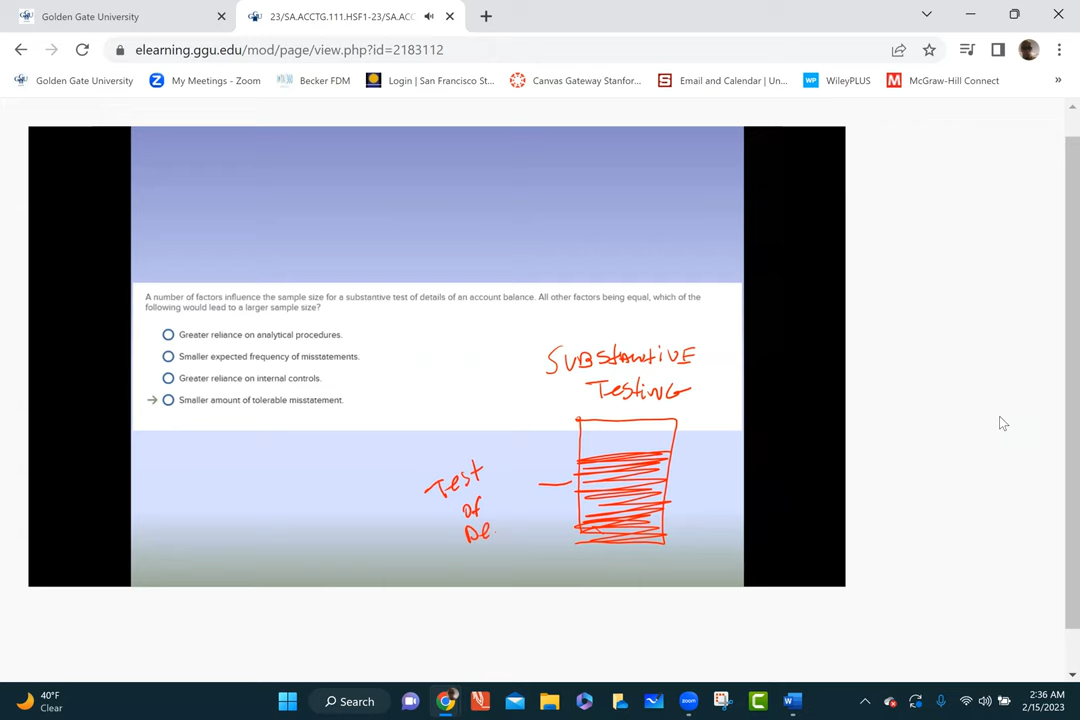 Golden Gate University
23/SA.ACCTG.111.HSF1-23/SA.ACC
elearning.ggu.edu/mod/page/view.php?id=2183112
Golden Gate University
My Meetings - Zoom
Becker FDM
Login | San Francisco St...
Canvas Gateway Stanfor...
Email and Calendar | Un...
WileyPLUS
McGraw-Hill Connect
A number of factors influence the sample size for a substantive test of details of an account balance. All other factors being equal, which of the
following would lead to a larger sample size?
Greater reliance on analytical procedures.
Smaller expected frequency of misstatements.
Greater reliance on internal controls.
Smaller amount of tolerable misstatement.
SUBSTANTIVE
TESTING
Test
of
De
40°F
Clear
Search
2:36 AM
2/15/2023